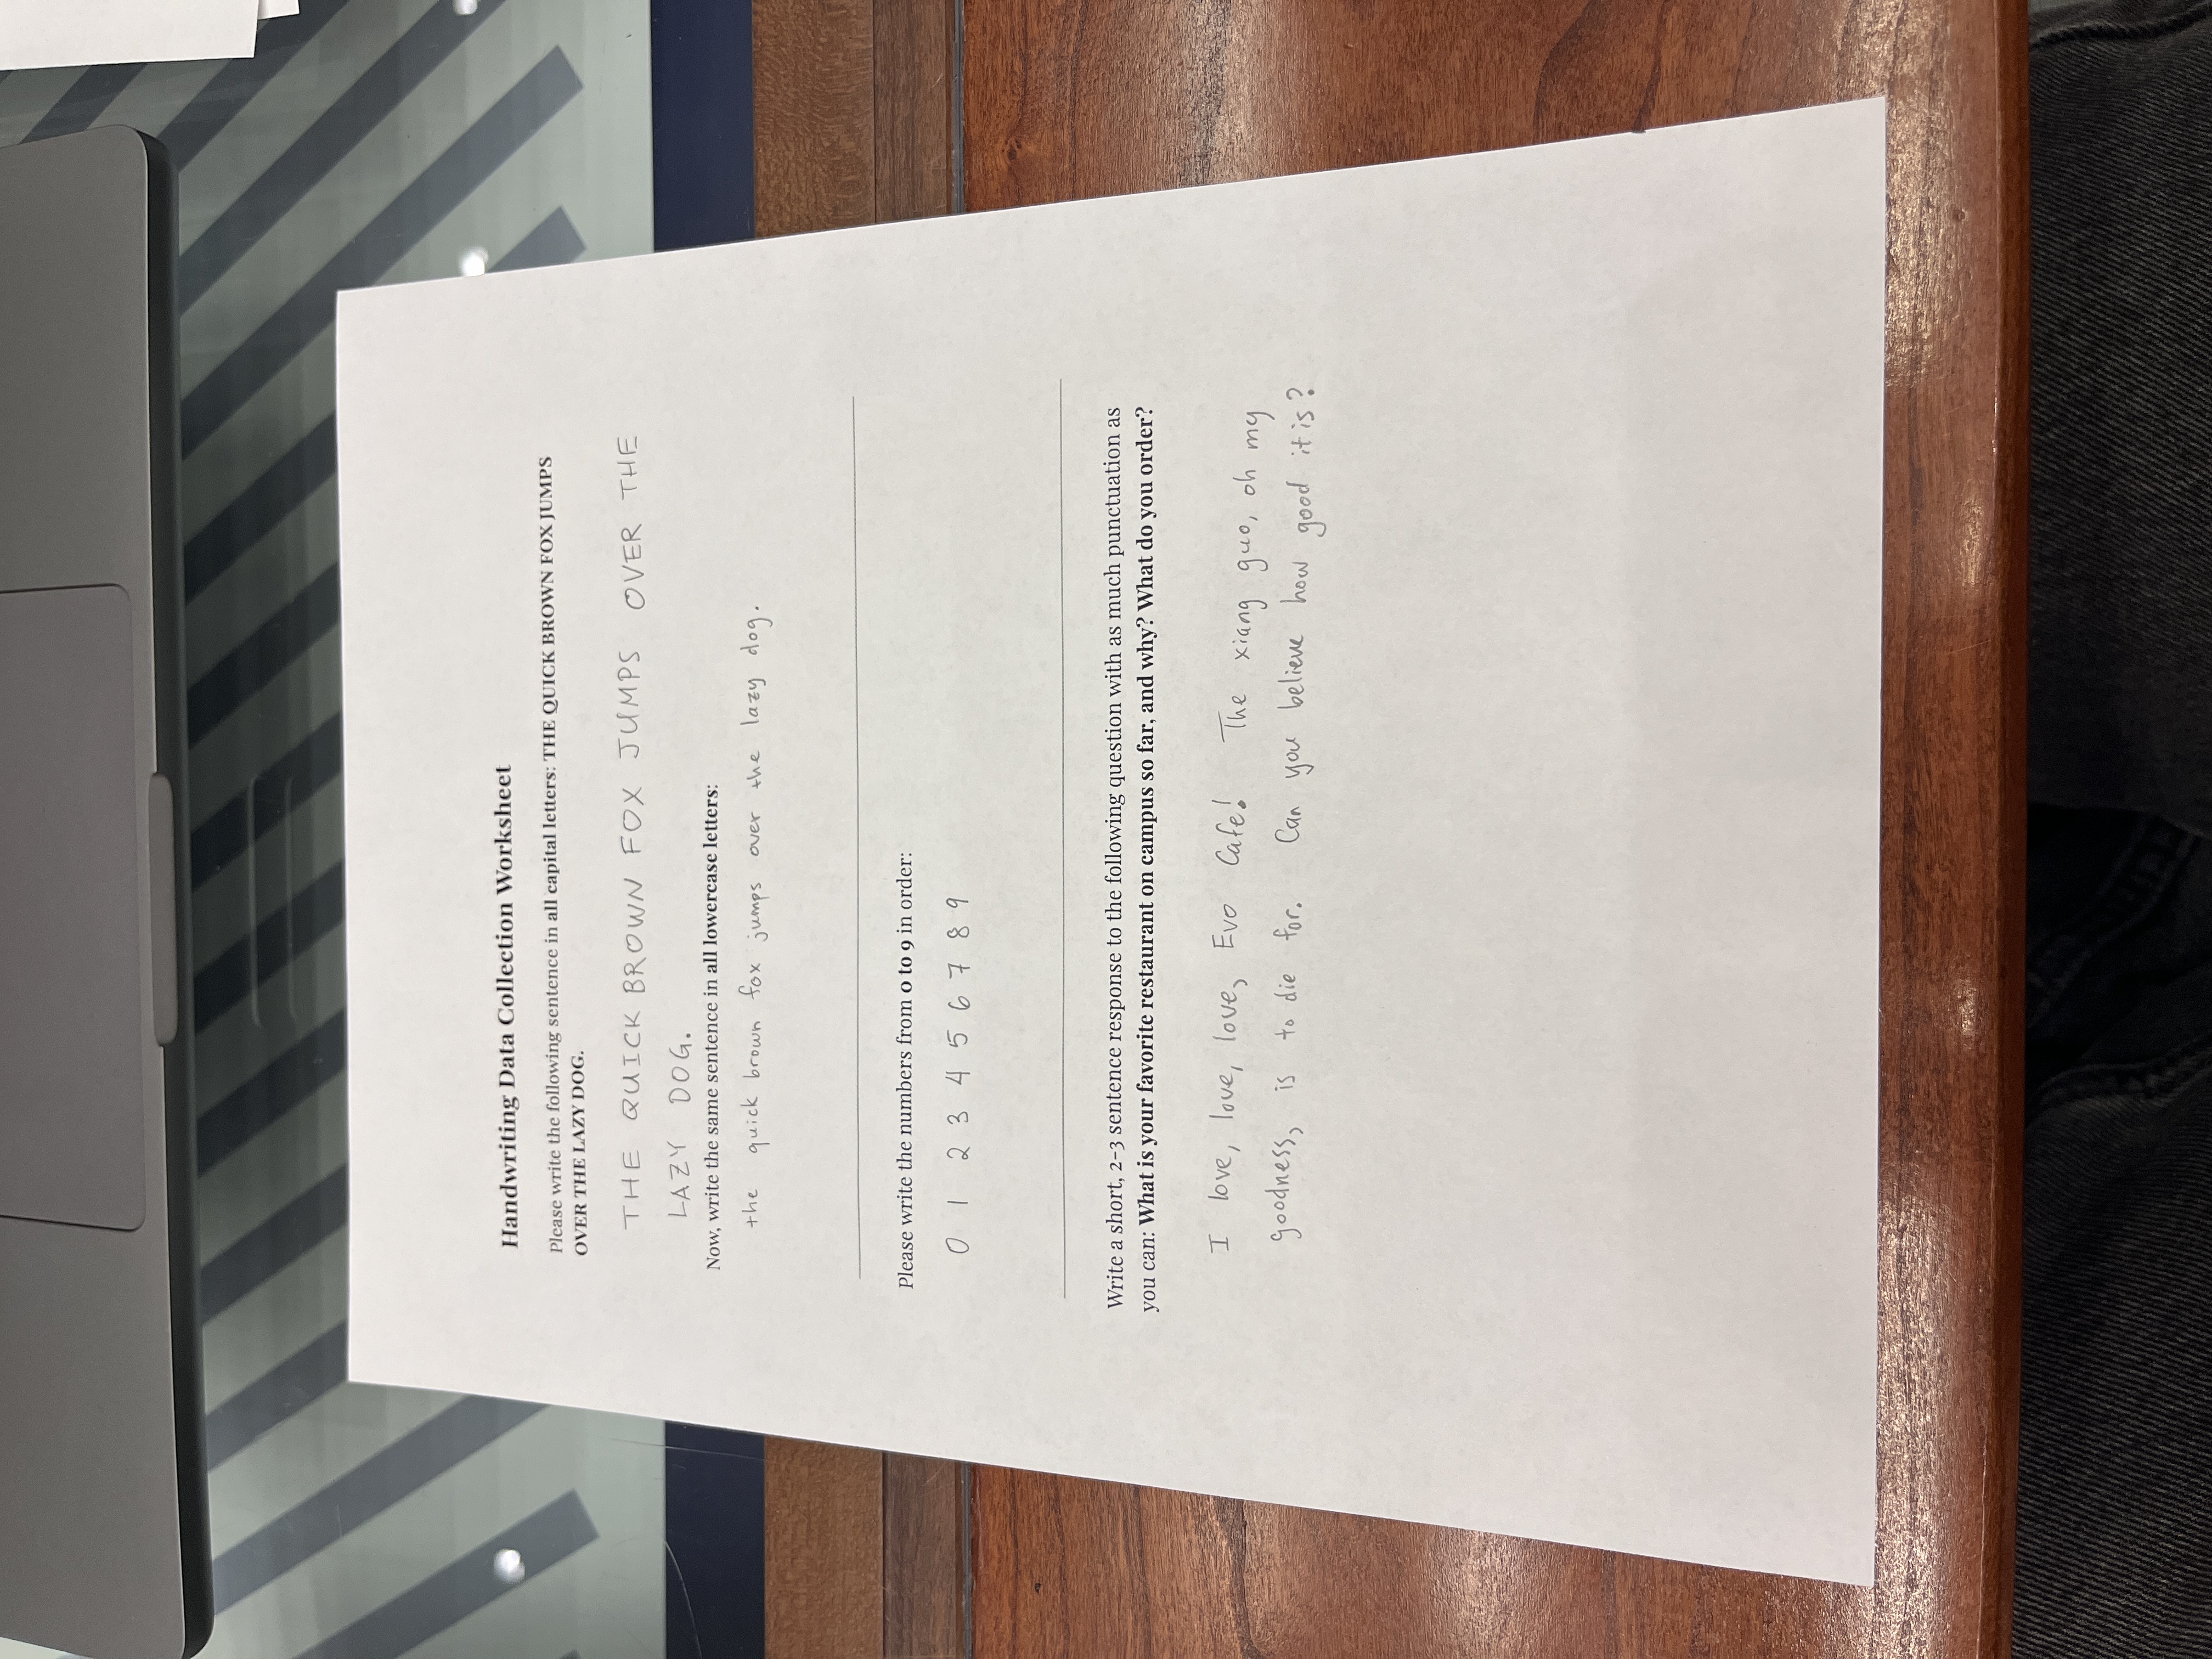 Handwriting Data Collection Worksheet
Please write the following sentence in all capital letters: THE QUICK BROWN FOX JUMPS
OVER THE LAZY DOG.
THE QUICK BROWN FOX JUMPS OVER THE
LAZY DOG.
Now, write the same sentence in all lowercase letters:
the quick brown fox jumps over the lazy dog.
Please write the numbers from 0 to 9 in order:
0 1 2 3 4 5 6 7 8 9
Write a short, 2-3 sentence response to the following question with as much punctuation as
you can: What is your favorite restaurant on campus so far, and why? What do you order?
I love, love, love, Evo Cafe! The xiang guo, oh my
goodness, is to die for. Can you believe how good it is?